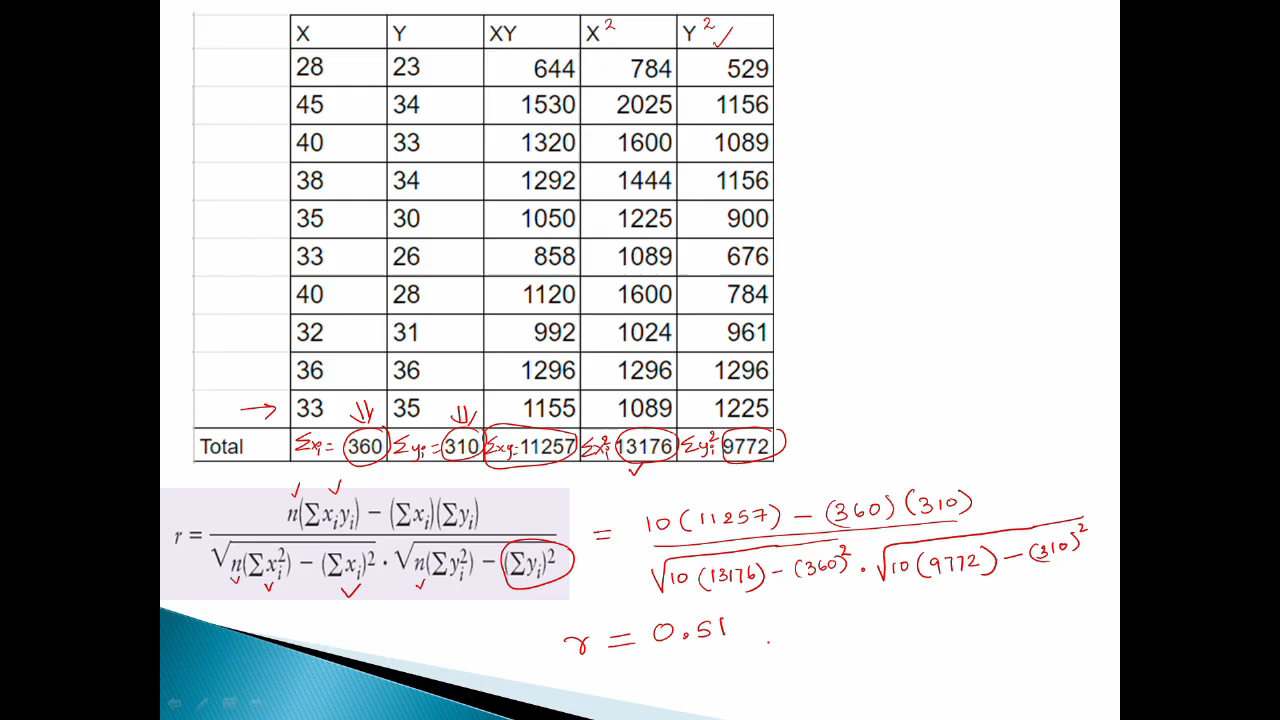 X Y XY X² Y² ✓
28 23 644 784 529
45 34 1530 2025 1156
40 33 1320 1600 1089
38 34 1292 1444 1156
35 30 1050 1225 900
33 26 858 1089 676
40 28 1120 1600 784
32 31 992 1024 961
36 36 1296 1296 1296
→ 33 35 1155 1089 1225
Total Σxᵢ = 360 Σyᵢ = 310 Σxy=11257 Σxᵢ² 13176 Σyᵢ² 9772
r = n(Σxᵢyᵢ) − (Σxᵢ)(Σyᵢ) / √n(Σxᵢ²) − (Σxᵢ)² · √n(Σyᵢ²) − (Σyᵢ)²
= 10(11257) − (360)(310) / √10(13176) − (360)² · √10(9772) − (310)²
r = 0.51